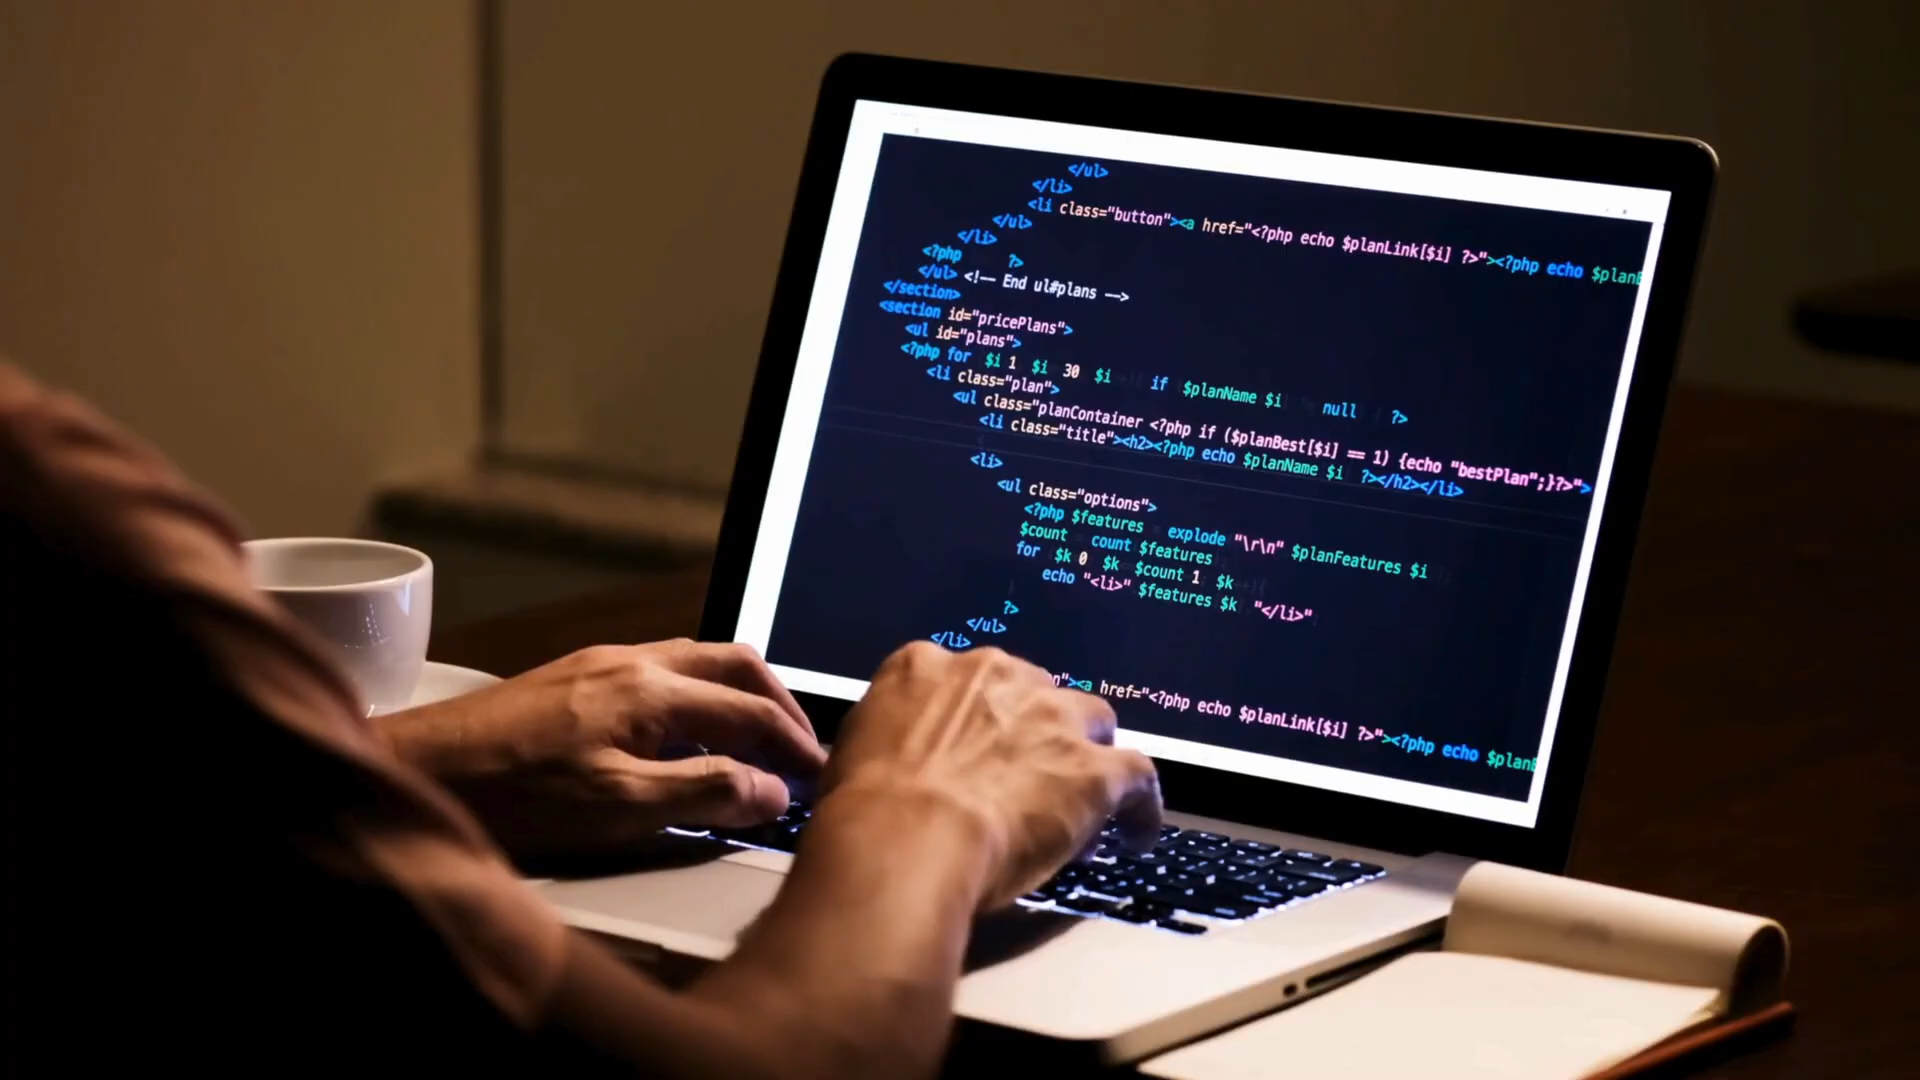 </ul>
</li>
<li class="button"><a href="<?php echo $planLink[$i] ?>"><?php echo
</ul>
</li>
<?php ?>
</ul> <!-- End ul#plans -->
</section>
<section id="pricePlans">
<ul id="plans">
<?php for $i 1 $i 30 $i if $planName $i null ?>
<li class="plan">
<ul class="planContainer <?php if ($planBest[$i] == 1) {echo "bestPlan";}?>">
<li class="title"><h2><?php echo $planName $i ?></h2></li>
<li>
<ul class="options">
<?php $features explode "\r\n" $planFeatures $i
$count count $features
for $k 0 $k $count 1 $k
echo "<li>" $features $k "</li>"
?>
</ul>
</li>
"><a href="<?php echo $planLink[$i] ?>"><?php echo